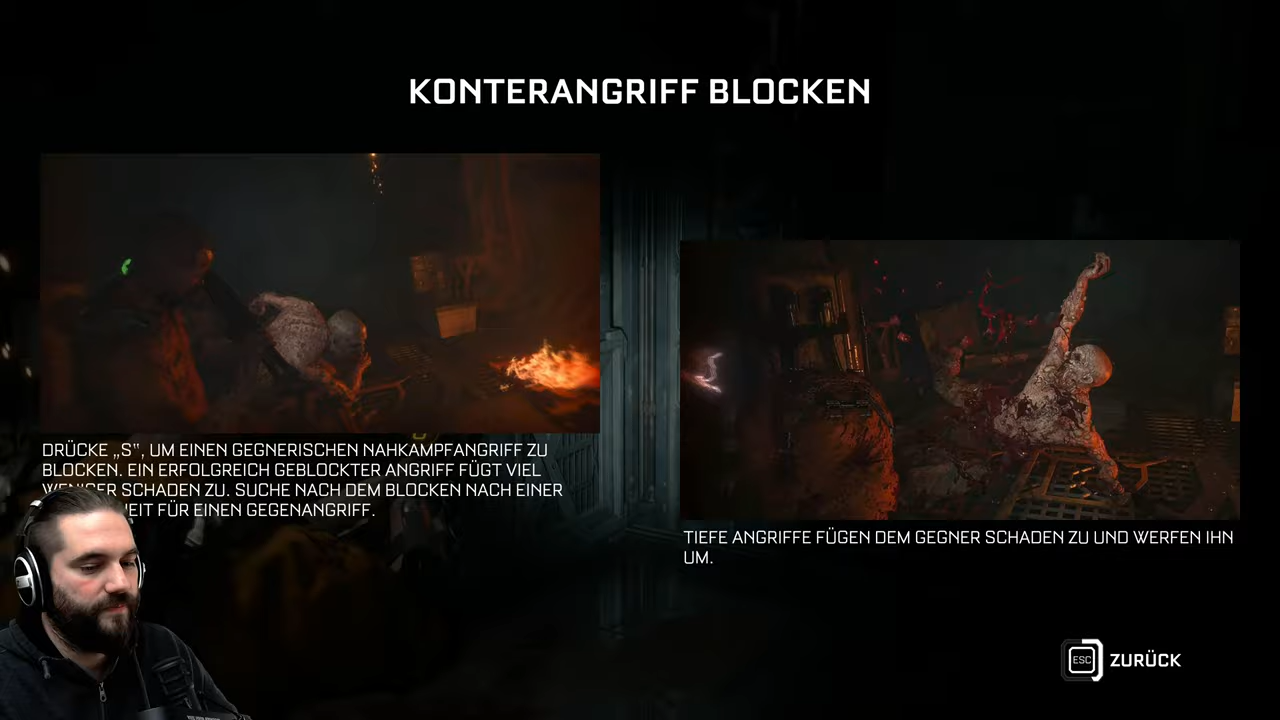 KONTERANGRIFF BLOCKEN
DRÜCKE „S“, UM EINEN GEGNERISCHEN NAHKAMPFANGRIFF ZU
BLOCKEN. EIN ERFOLGREICH GEBLOCKTER ANGRIFF FÜGT VIEL
WENIGER SCHADEN ZU. SUCHE NACH DEM BLOCKEN NACH EINER
FÜR EINEN GEGENANGRIFF.
TIEFE ANGRIFFE FÜGEN DEM GEGNER SCHADEN ZU UND WERFEN IHN
UM.
ESC ZURÜCK